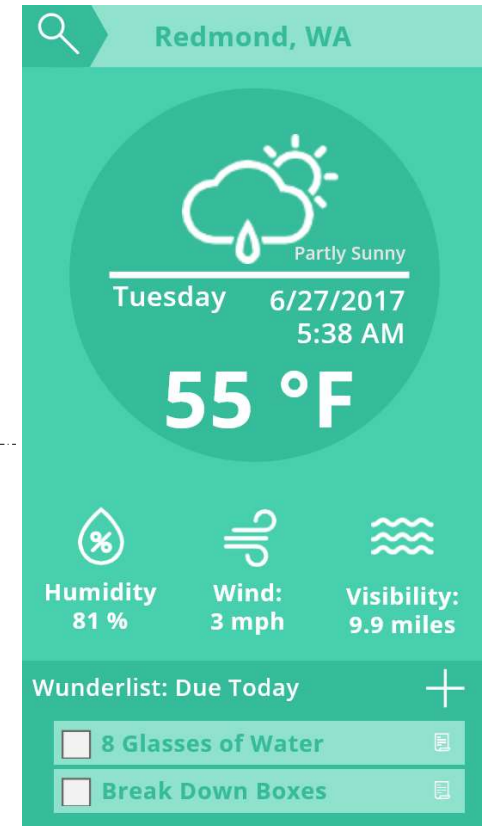 Redmond, WA
Partly Sunny
Tuesday 6/27/2017
5:38 AM
55 °F
%
Humidity Wind: Visibility:
81 % 3 mph 9.9 miles
Wunderlist: Due Today
8 Glasses of Water
Break Down Boxes